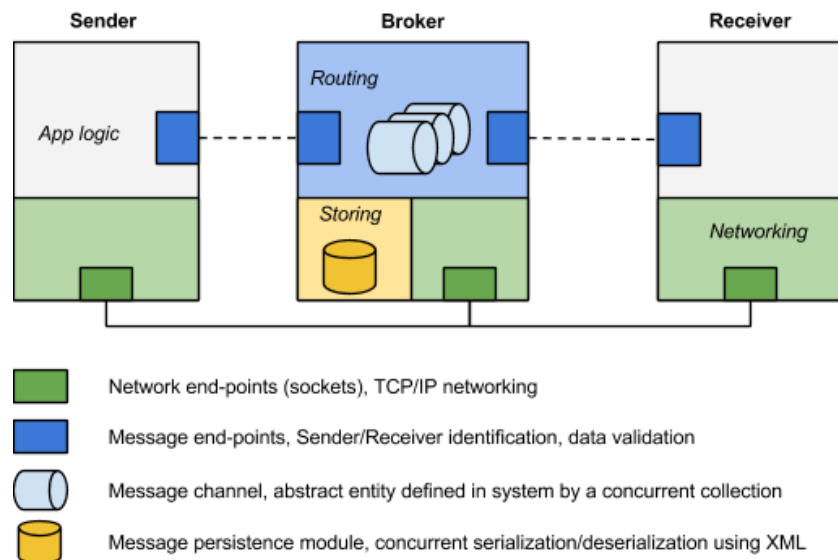 Sender
Broker
Receiver
Routing
App logic
Storing
Networking
Network end-points (sockets), TCP/IP networking
Message end-points, Sender/Receiver identification, data validation
Message channel, abstract entity defined in system by a concurrent collection
Message persistence module, concurrent serialization/deserialization using XML